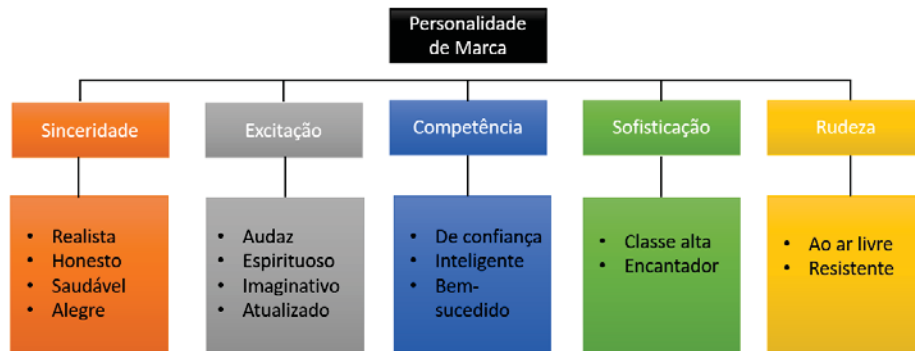 Personalidade
de Marca
Sinceridade
Excitação
Competência
Sofisticação
Rudeza
• Realista
• Honesto
• Saudável
• Alegre
• Audaz
• Espirituoso
• Imaginativo
• Atualizado
• De confiança
• Inteligente
• Bem-
sucedido
• Classe alta
• Encantador
• Ao ar livre
• Resistente